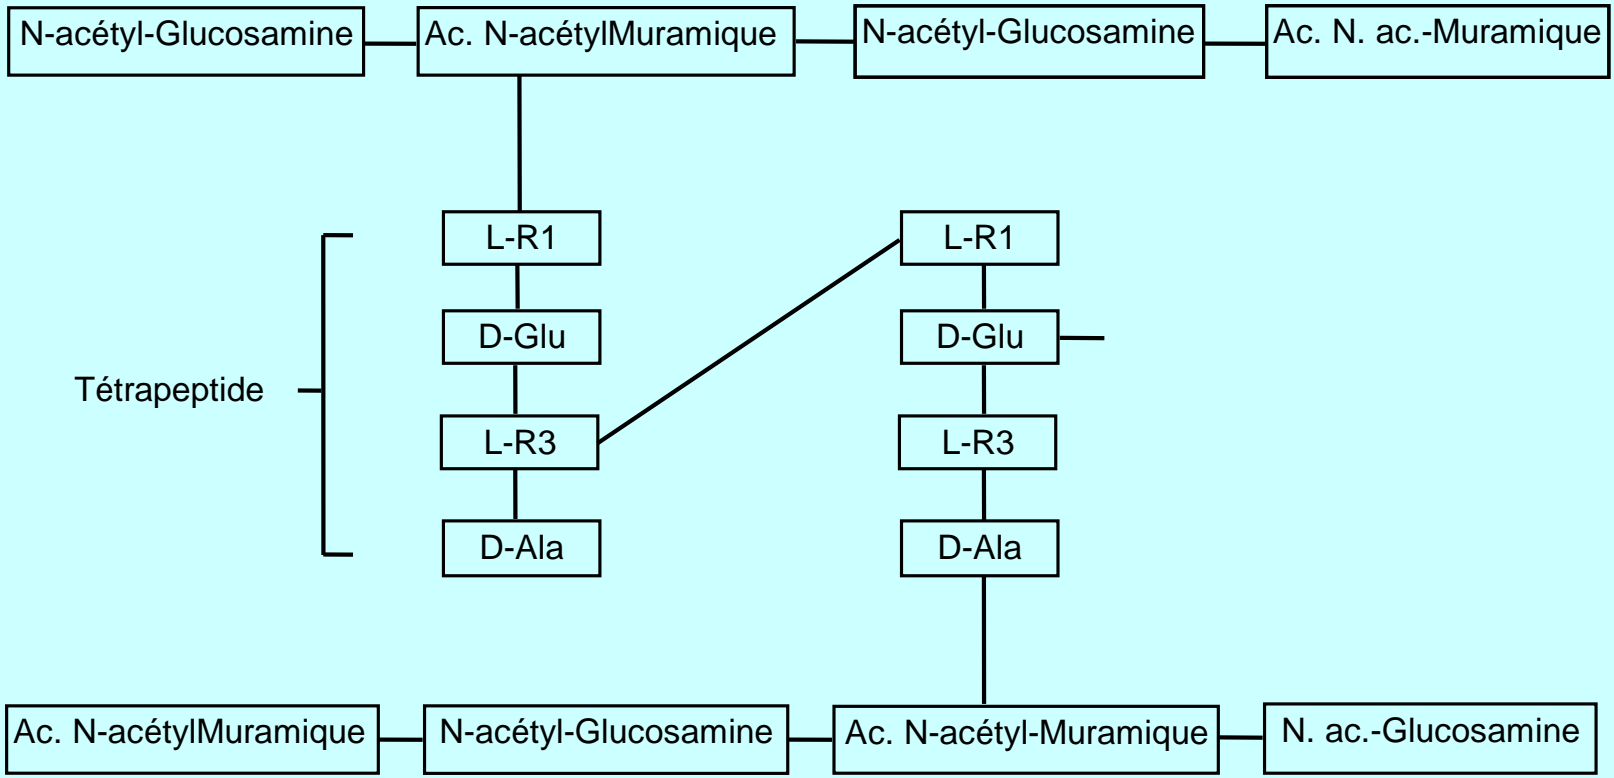 N-acétyl-Glucosamine
Ac. N-acétylMuramique
N-acétyl-Glucosamine
Ac. N. ac.-Muramique
L-R1
L-R1
D-Glu
D-Glu
Tétrapeptide
L-R3
L-R3
D-Ala
D-Ala
Ac. N-acétylMuramique
N-acétyl-Glucosamine
Ac. N-acétyl-Muramique
N. ac.-Glucosamine